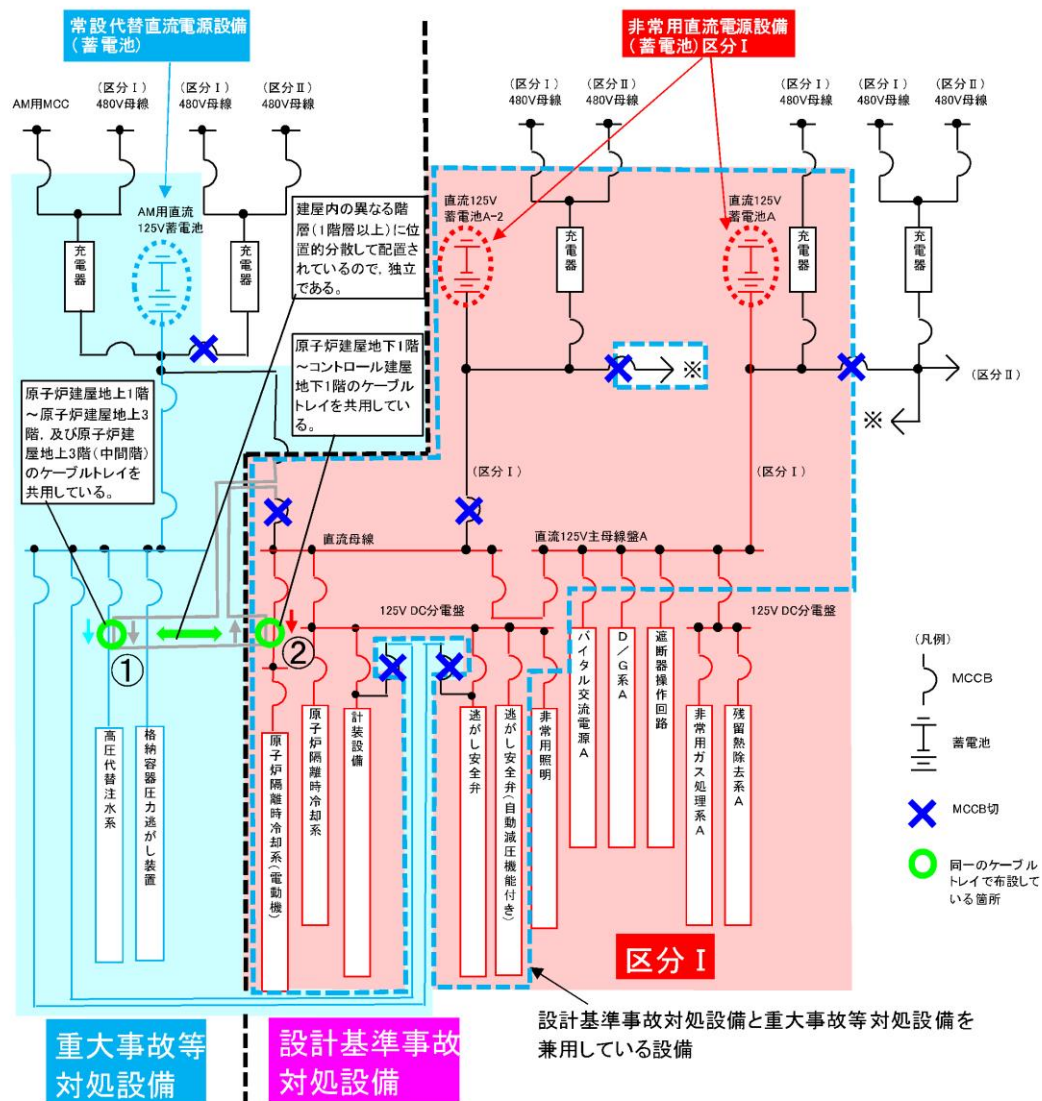 常設代替直流電源設備
(蓄電池)
非常用直流電源設備
(蓄電池)区分Ⅰ
AM用MCC
(区分Ⅰ)
480V母線
(区分Ⅰ)
480V母線
(区分Ⅱ)
480V母線
(区分Ⅰ)
480V母線
(区分Ⅱ)
480V母線
(区分Ⅰ)
480V母線
(区分Ⅰ)
480V母線
(区分Ⅱ)
480V母線
AM用直流
125V蓄電池
充電器
充電器
建屋内の異なる階
層(1階層以上)に位
置的分散して配置さ
れているので,独立
である。
直流125V
蓄電池A-2
充電器
直流125V
蓄電池A
充電器
充電器
原子炉建屋地下1階
~コントロール建屋
地下1階のケーブル
トレイを共用してい
る。
原子炉建屋地上1階
~原子炉建屋地上3
階,及び原子炉建
屋地上3階(中間階)
のケーブルトレイを
共用している。
※
(区分Ⅱ)
※
(区分Ⅰ)
(区分Ⅰ)
直流母線
直流125V主母線盤A
125V DC分電盤
125V DC分電盤
①
②
高圧代替注水系
格納容器圧力逃がし装置
原子炉隔離時冷却系(電動機)
原子炉隔離時冷却系
計装設備
逃がし安全弁
逃がし安全弁(自動減圧機能付き)
非常用照明
バイタル交流電源A
D/G系A
遮断器操作回路
非常用ガス処理系A
残留熱除去系A
(凡例)
MCCB
蓄電池
MCCB切
同一のケーブル
トレイで布設して
いる箇所
区分Ⅰ
設計基準事故対処設備と重大事故等対処設備を
兼用している設備
重大事故等
対処設備
設計基準事故
対処設備